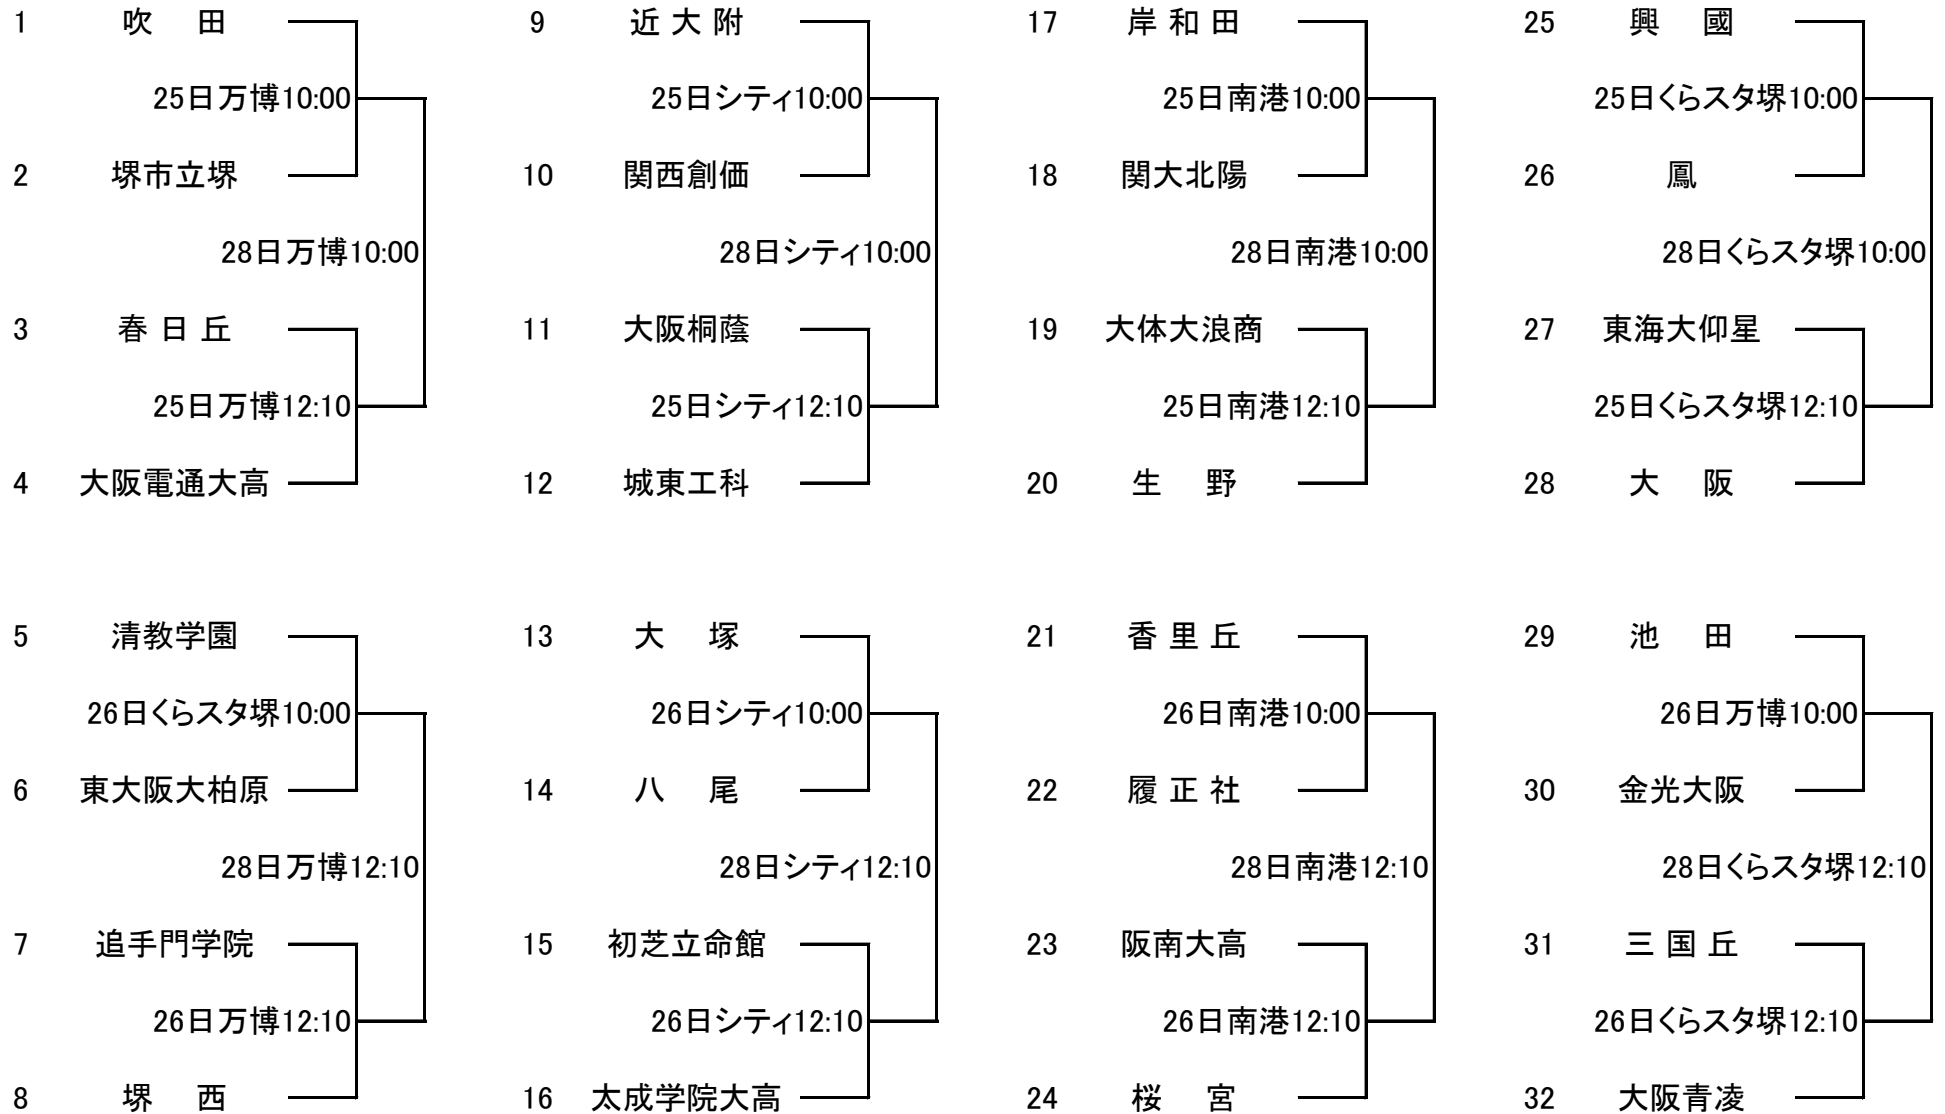 1 吹 田
25日万博10:00
2 堺市立堺
28日万博10:00
3 春 日 丘
25日万博12:10
4 大阪電通大高
5 清教学園
26日くらスタ堺10:00
6 東大阪大柏原
28日万博12:10
7 追手門学院
26日万博12:10
8 堺 西
9 近 大 附
25日シティ10:00
10 関西創価
28日シティ10:00
11 大阪桐蔭
25日シティ12:10
12 城東工科
13 大 塚
26日シティ10:00
14 八 尾
28日シティ12:10
15 初芝立命館
26日シティ12:10
16 太成学院大高
17 岸 和 田
25日南港10:00
18 関大北陽
28日南港10:00
19 大体大浪商
25日南港12:10
20 生 野
21 香 里 丘
26日南港10:00
22 履 正 社
28日南港12:10
23 阪南大高
26日南港12:10
24 桜 宮
25 興 國
25日くらスタ堺10:00
26 鳳
28日くらスタ堺10:00
27 東海大仰星
25日くらスタ堺12:10
28 大 阪
29 池 田
26日万博10:00
30 金光大阪
28日くらスタ堺12:10
31 三 国 丘
26日くらスタ堺12:10
32 大阪青凌